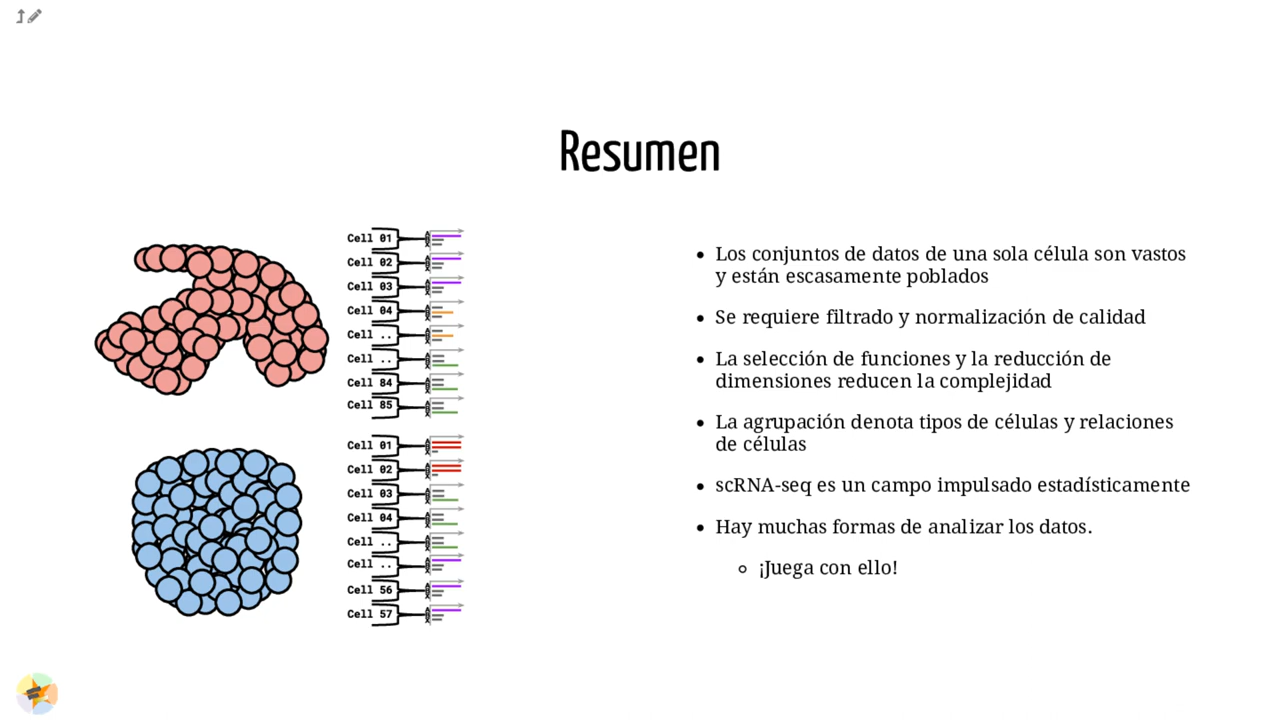 Resumen
Cell 01
Cell 02
Cell 03
Cell 04
Cell ..
Cell ..
Cell 84
Cell 85
Cell 01
Cell 02
Cell 03
Cell 04
Cell ..
Cell ..
Cell 56
Cell 57
Los conjuntos de datos de una sola célula son vastos
y están escasamente poblados
Se requiere filtrado y normalización de calidad
La selección de funciones y la reducción de
dimensiones reducen la complejidad
La agrupación denota tipos de células y relaciones
de células
scRNA-seq es un campo impulsado estadísticamente
Hay muchas formas de analizar los datos.
¡Juega con ello!